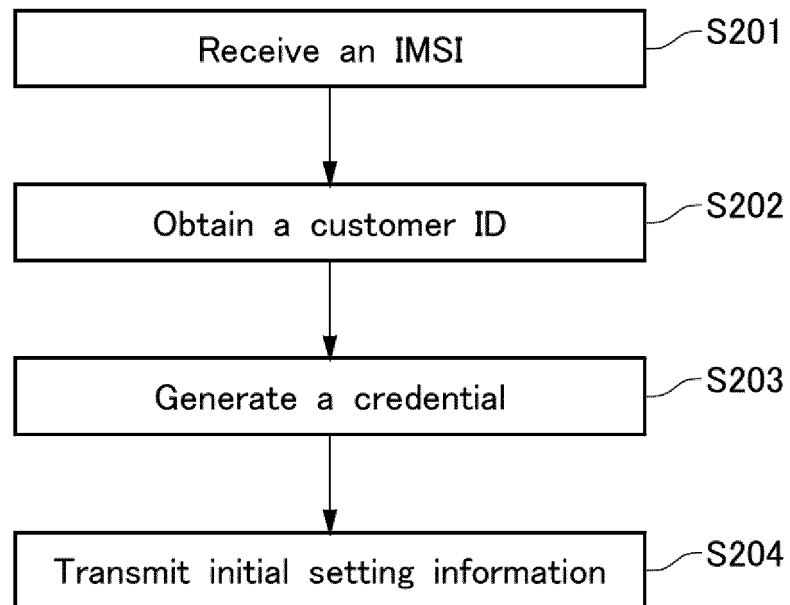 Receive an IMSI
S201
Obtain a customer ID
S202
Generate a credential
S203
Transmit initial setting information
S204